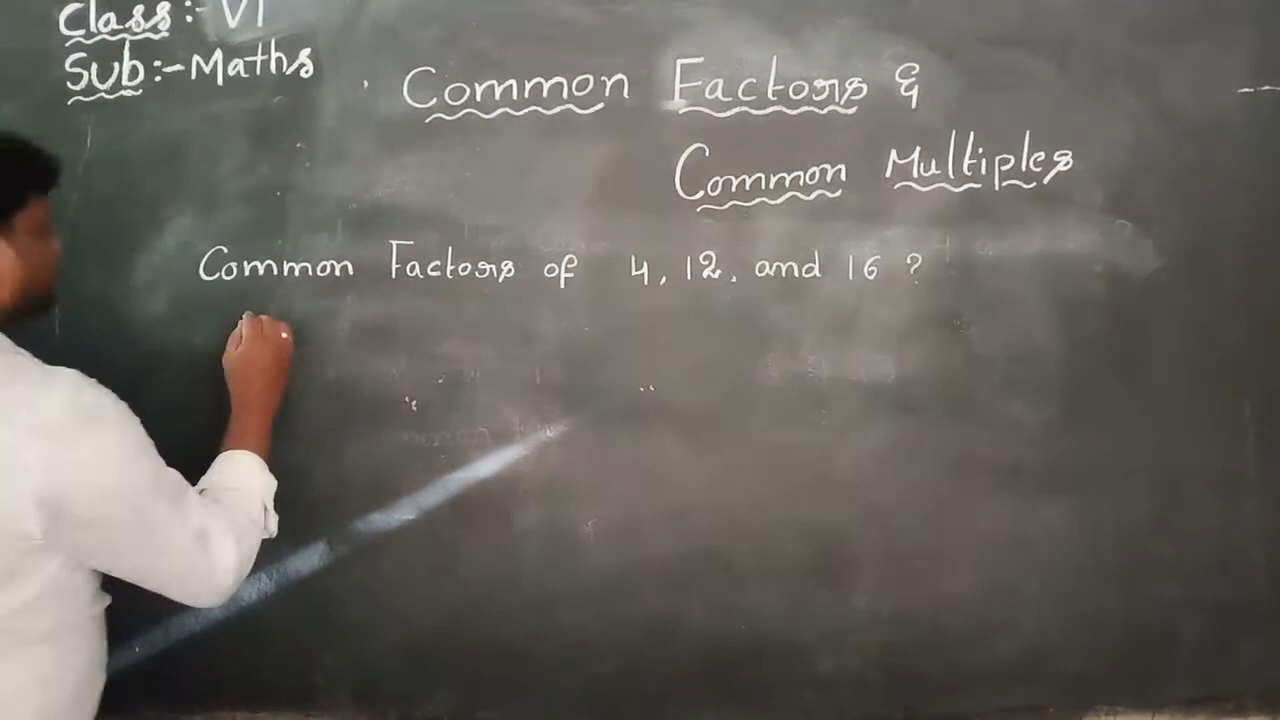 Class:- VI
Sub:- Maths
Common Factors &
Common Multiples
Common Factors of 4, 12, and 16 ?